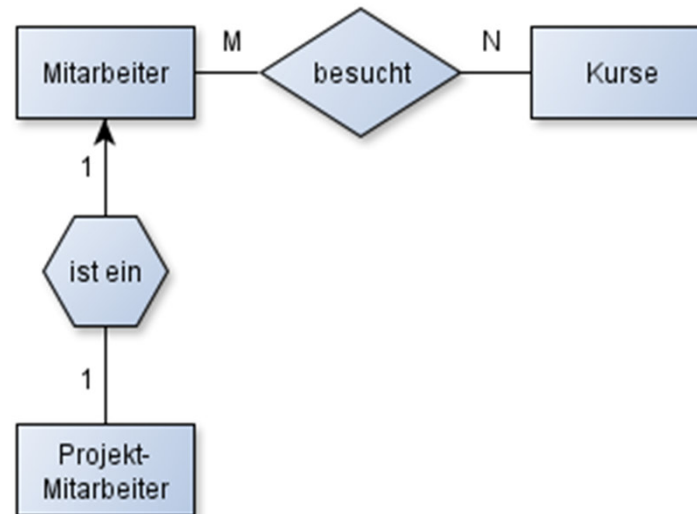 Mitarbeiter
M
besucht
N
Kurse
1
ist ein
1
Projekt-
Mitarbeiter